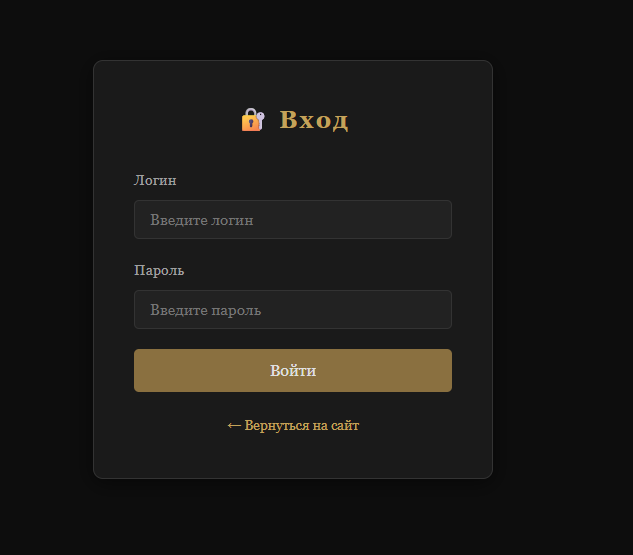 🔐 Вход
Логин
Введите логин
Пароль
Введите пароль
Войти
← Вернуться на сайт